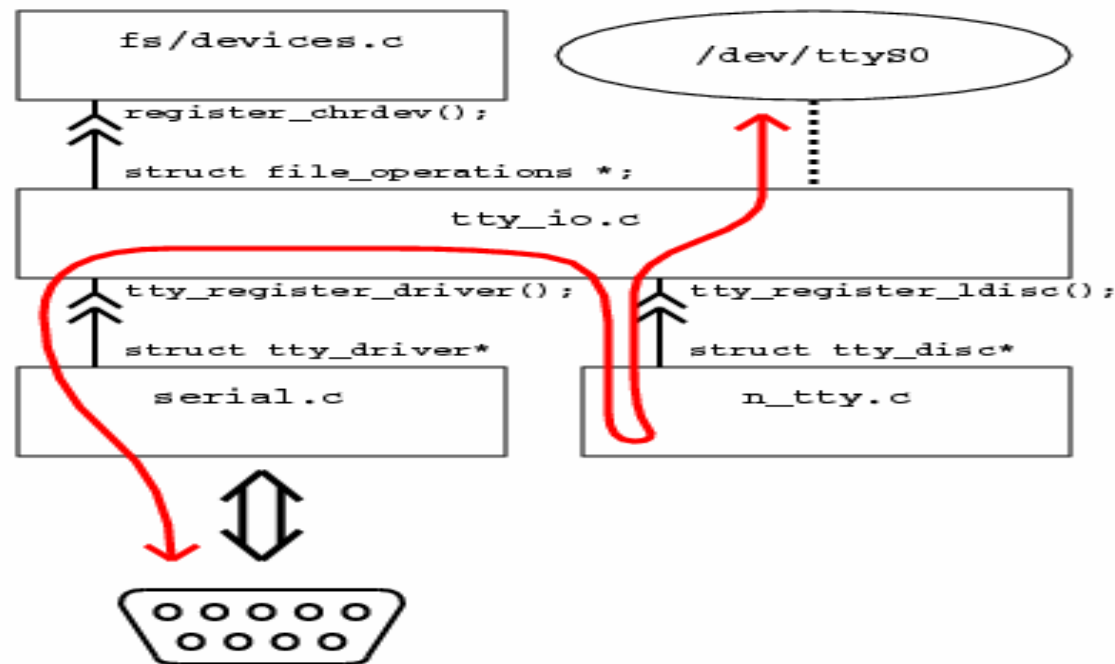 fs/devices.c
/dev/ttyS0
register_chrdev();
struct file_operations *;
tty_io.c
tty_register_driver();
tty_register_ldisc();
struct tty_driver*
struct tty_disc*
serial.c
n_tty.c